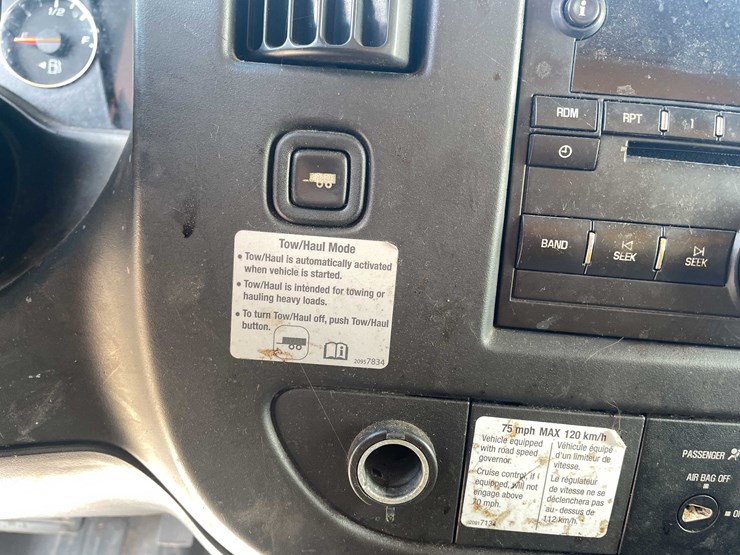 1/2
F
RDM
RPT
1
BAND
SEEK
SEEK
Tow/Haul Mode
• Tow/Haul is automatically activated
when vehicle is started.
• Tow/Haul is intended for towing or
hauling heavy loads.
• To turn Tow/Haul off, push Tow/Haul
button.
20957834
75 mph MAX 120 km/h
Vehicle equipped
with road speed
governor.
Cruise control, if
equipped, will not
engage above
70 mph.
Véhicule équipé
d'un limiteur de
vitesse.
Le régulateur
de vitesse ne se
déclenchera pas
au-dessus de
112 km/h.
PASSENGER
AIR BAG OFF